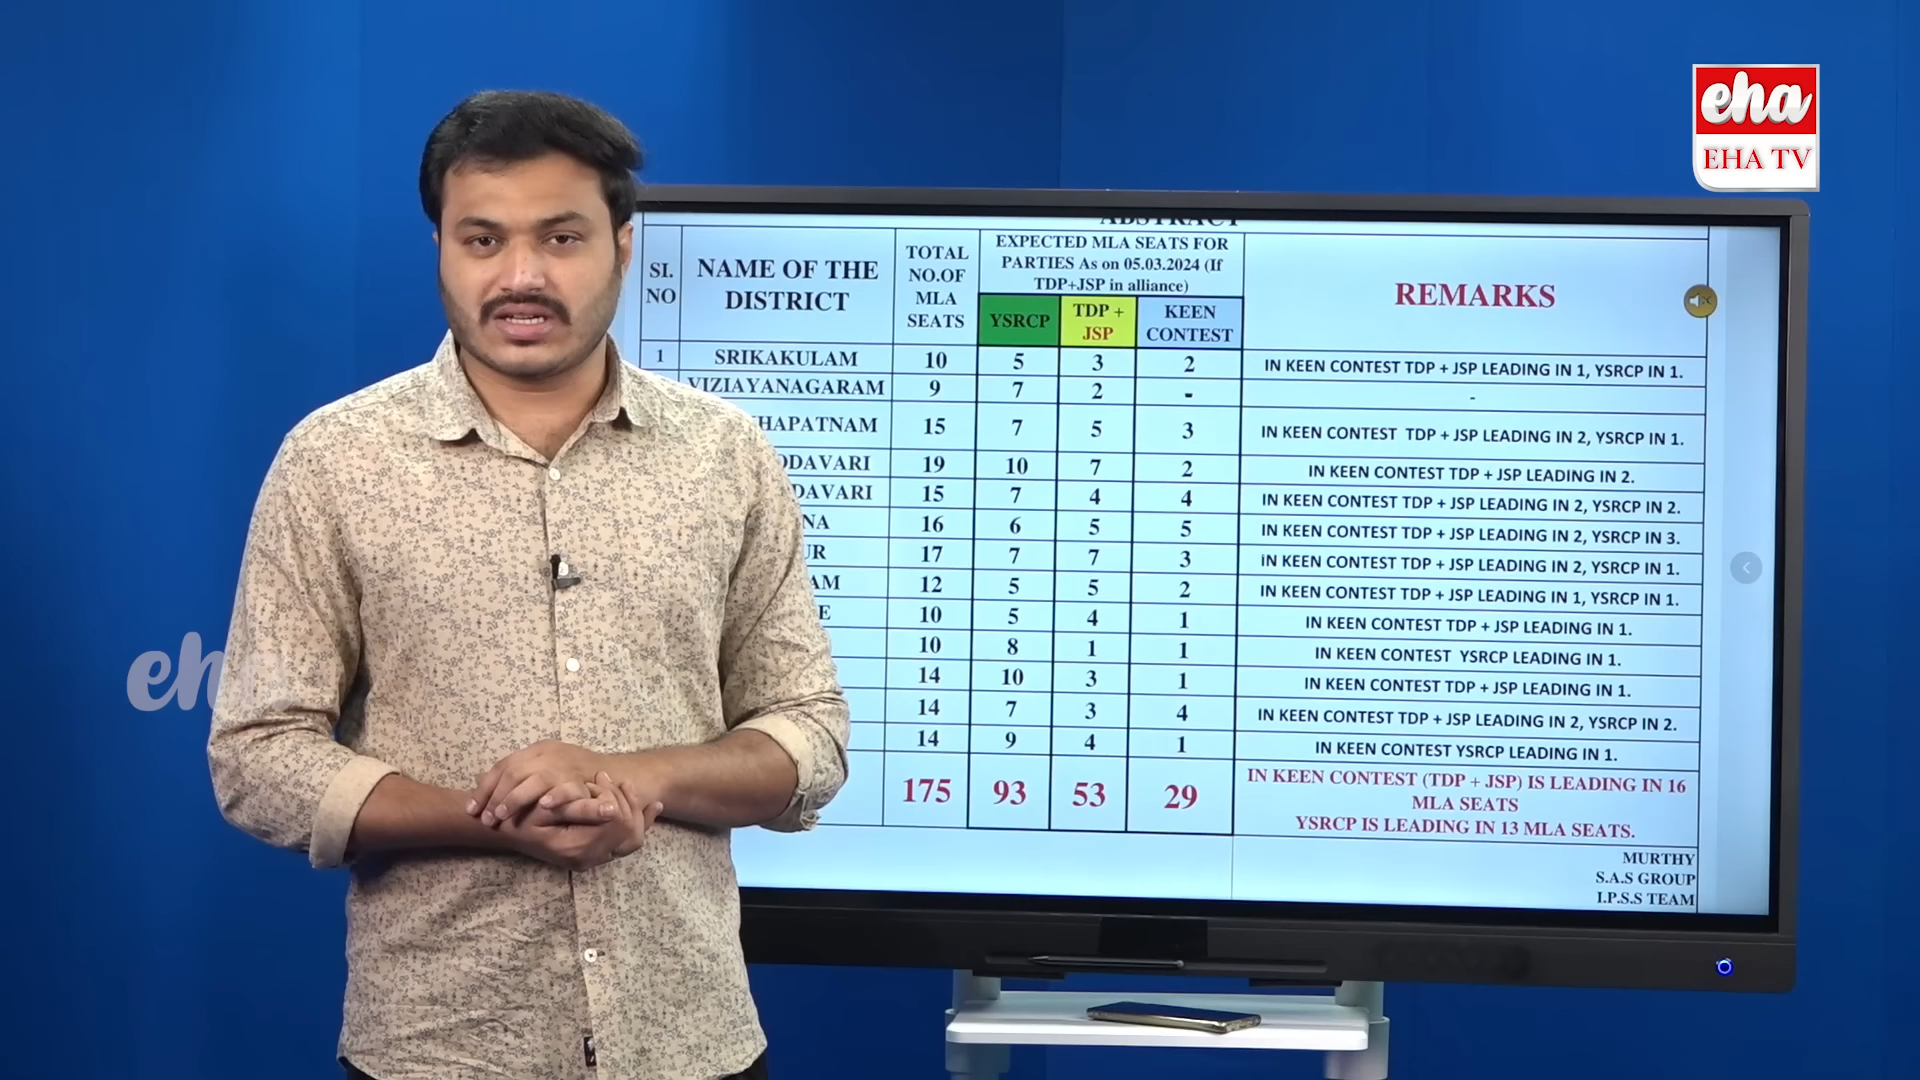 eha
EHA TV
ABSTRACT
SI. NO
NAME OF THE DISTRICT
TOTAL NO.OF MLA SEATS
EXPECTED MLA SEATS FOR PARTIES As on 05.03.2024 (If TDP+JSP in alliance)
REMARKS
YSRCP
TDP + JSP
KEEN CONTEST
1 SRIKAKULAM 10 5 3 2 IN KEEN CONTEST TDP + JSP LEADING IN 1, YSRCP IN 1.
VIZIAYANAGARAM 9 7 2 - -
HAPATNAM 15 7 5 3 IN KEEN CONTEST TDP + JSP LEADING IN 2, YSRCP IN 1.
ODAVARI 19 10 7 2 IN KEEN CONTEST TDP + JSP LEADING IN 2.
DAVARI 15 7 4 4 IN KEEN CONTEST TDP + JSP LEADING IN 2, YSRCP IN 2.
NA 16 6 5 5 IN KEEN CONTEST TDP + JSP LEADING IN 2, YSRCP IN 3.
UR 17 7 7 3 IN KEEN CONTEST TDP + JSP LEADING IN 2, YSRCP IN 1.
AM 12 5 5 2 IN KEEN CONTEST TDP + JSP LEADING IN 1, YSRCP IN 1.
E 10 5 4 1 IN KEEN CONTEST TDP + JSP LEADING IN 1.
10 8 1 1 IN KEEN CONTEST YSRCP LEADING IN 1.
14 10 3 1 IN KEEN CONTEST TDP + JSP LEADING IN 1.
14 7 3 4 IN KEEN CONTEST TDP + JSP LEADING IN 2, YSRCP IN 2.
14 9 4 1 IN KEEN CONTEST YSRCP LEADING IN 1.
175 93 53 29 IN KEEN CONTEST (TDP + JSP) IS LEADING IN 16
MLA SEATS
YSRCP IS LEADING IN 13 MLA SEATS.
MURTHY
S.A.S GROUP
I.P.S.S TEAM
eha